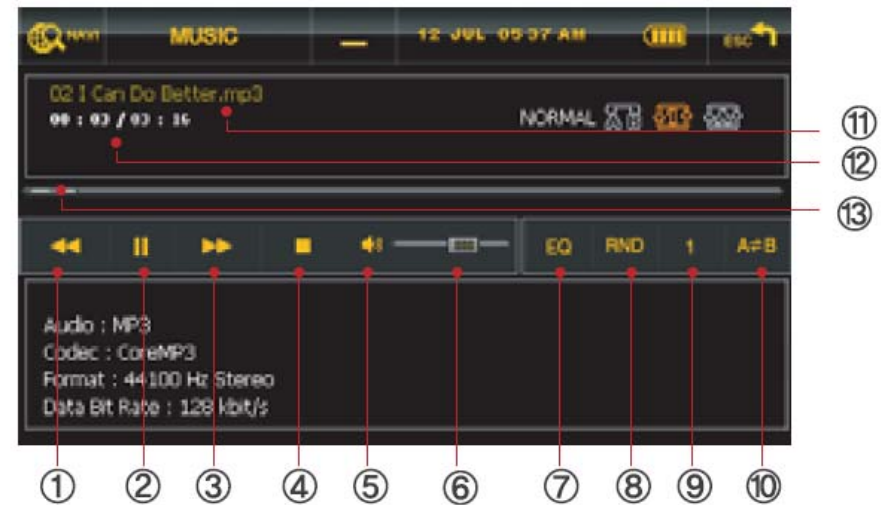 NAVI MUSIC 12 JUL 05 37 AM ESC
02 I Can Do Better.mp3
00 : 03 / 03 : 16 NORMAL A B
⑪
⑫
⑬
EQ RND 1 A⇄B
Audio : MP3
Codec : CoreMP3
Format : 44100 Hz Stereo
Data Bit Rate : 128 kbit/s
① ② ③ ④ ⑤ ⑥ ⑦ ⑧ ⑨ ⑩